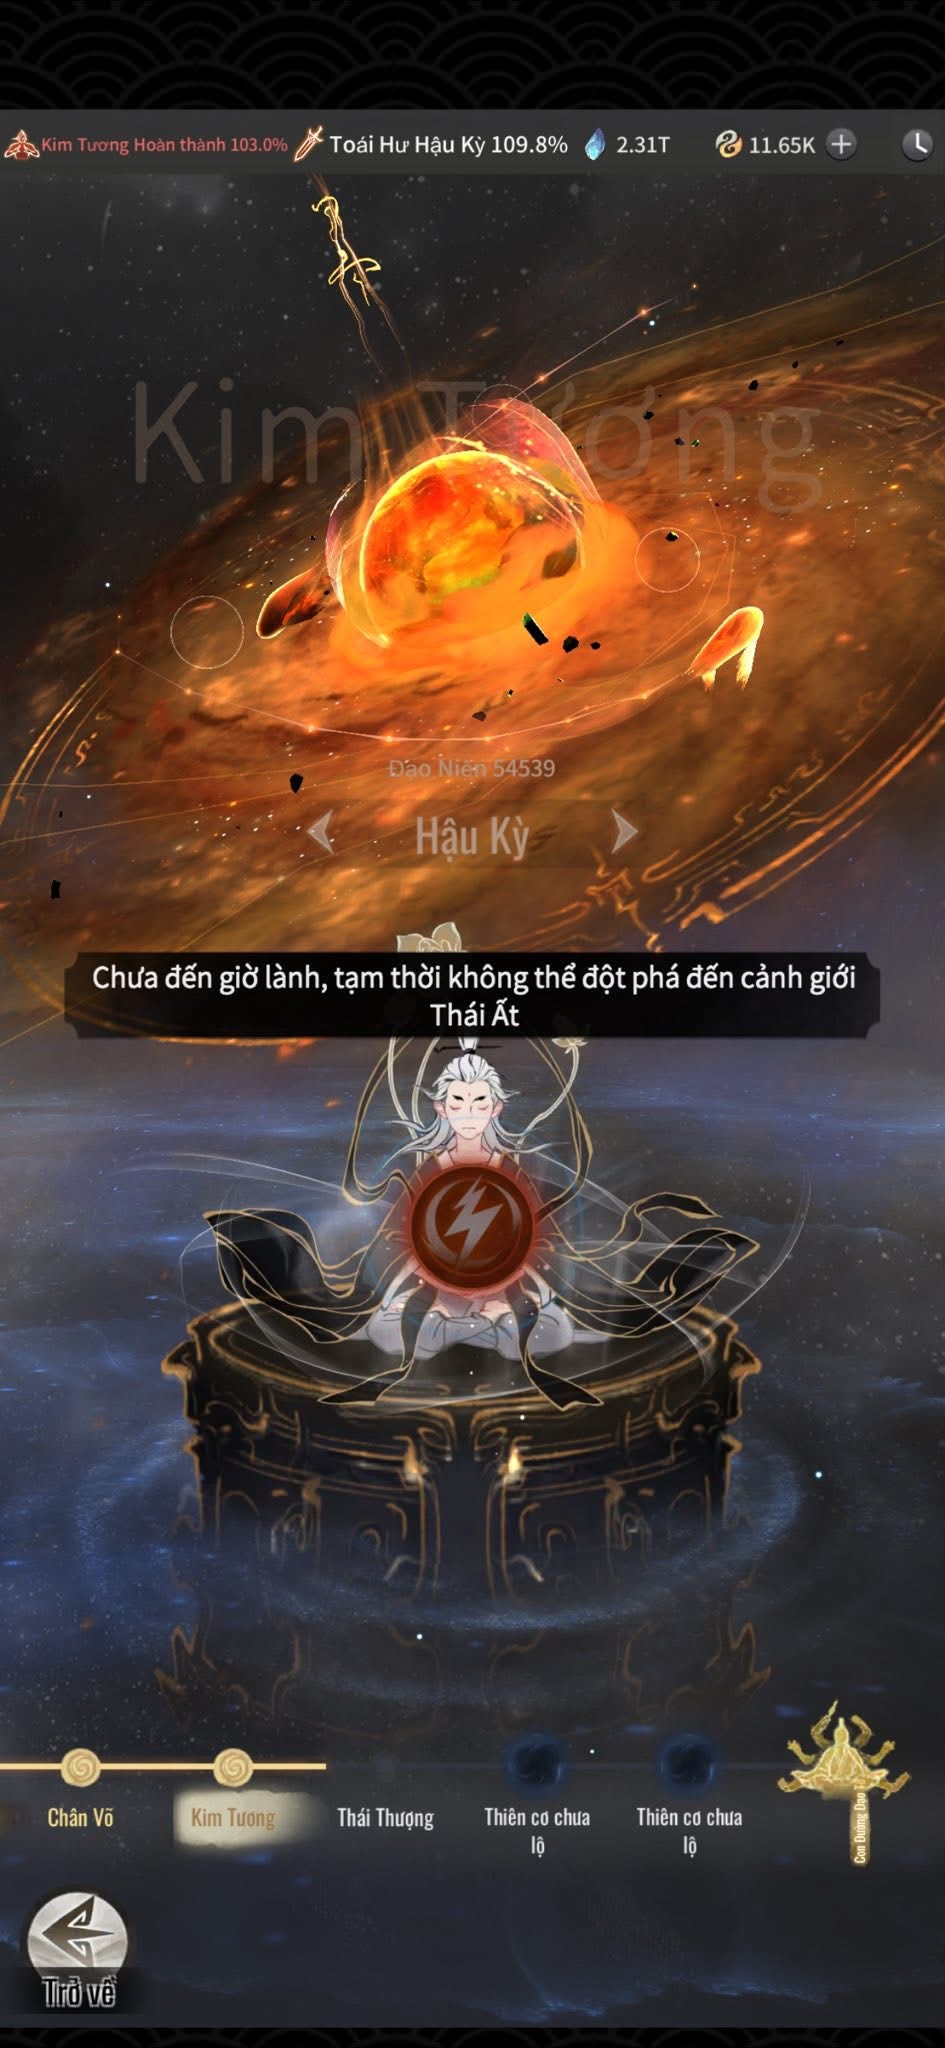 Kim Tương Hoàn thành 103.0% Toái Hư Hậu Kỳ 109.8% 2.31T 11.65K
Kim Tương
Đạo Niên 54539
Hậu Kỳ
Chưa đến giờ lành, tạm thời không thể đột phá đến cảnh giới
Thái Ất
Chân Võ Kim Tương Thái Thượng Thiên cơ chưa Thiên cơ chưa
lộ lộ
Con Đường Đạo
Trở về